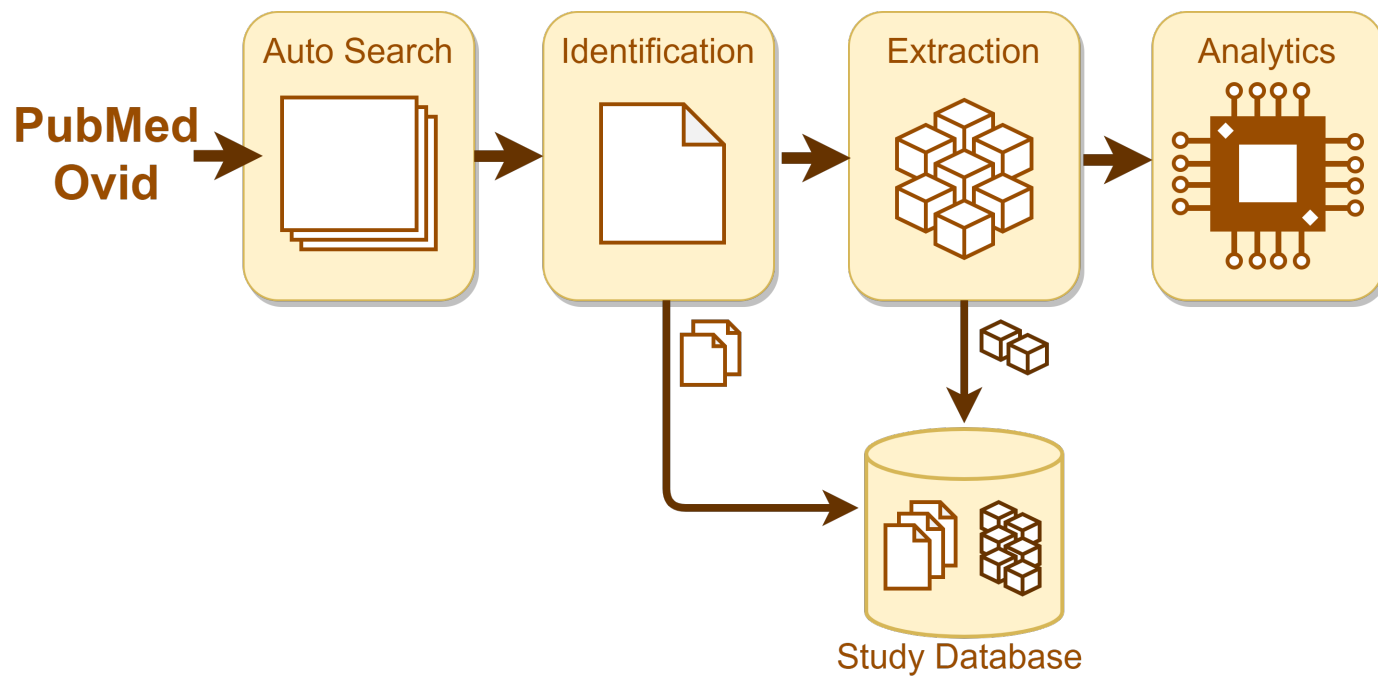 Auto Search
Identification
Extraction
Analytics
PubMed
Ovid
Study Database